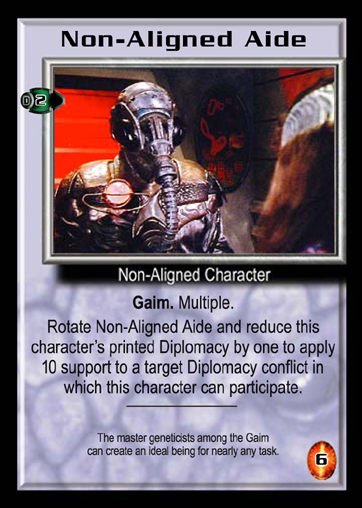 Non-Aligned Aide
D 2
Non-Aligned Character
Gaim. Multiple.
Rotate Non-Aligned Aide and reduce this
character's printed Diplomacy by one to apply
10 support to a target Diplomacy conflict in
which this character can participate.
The master geneticists among the Gaim
can create an ideal being for nearly any task.
6